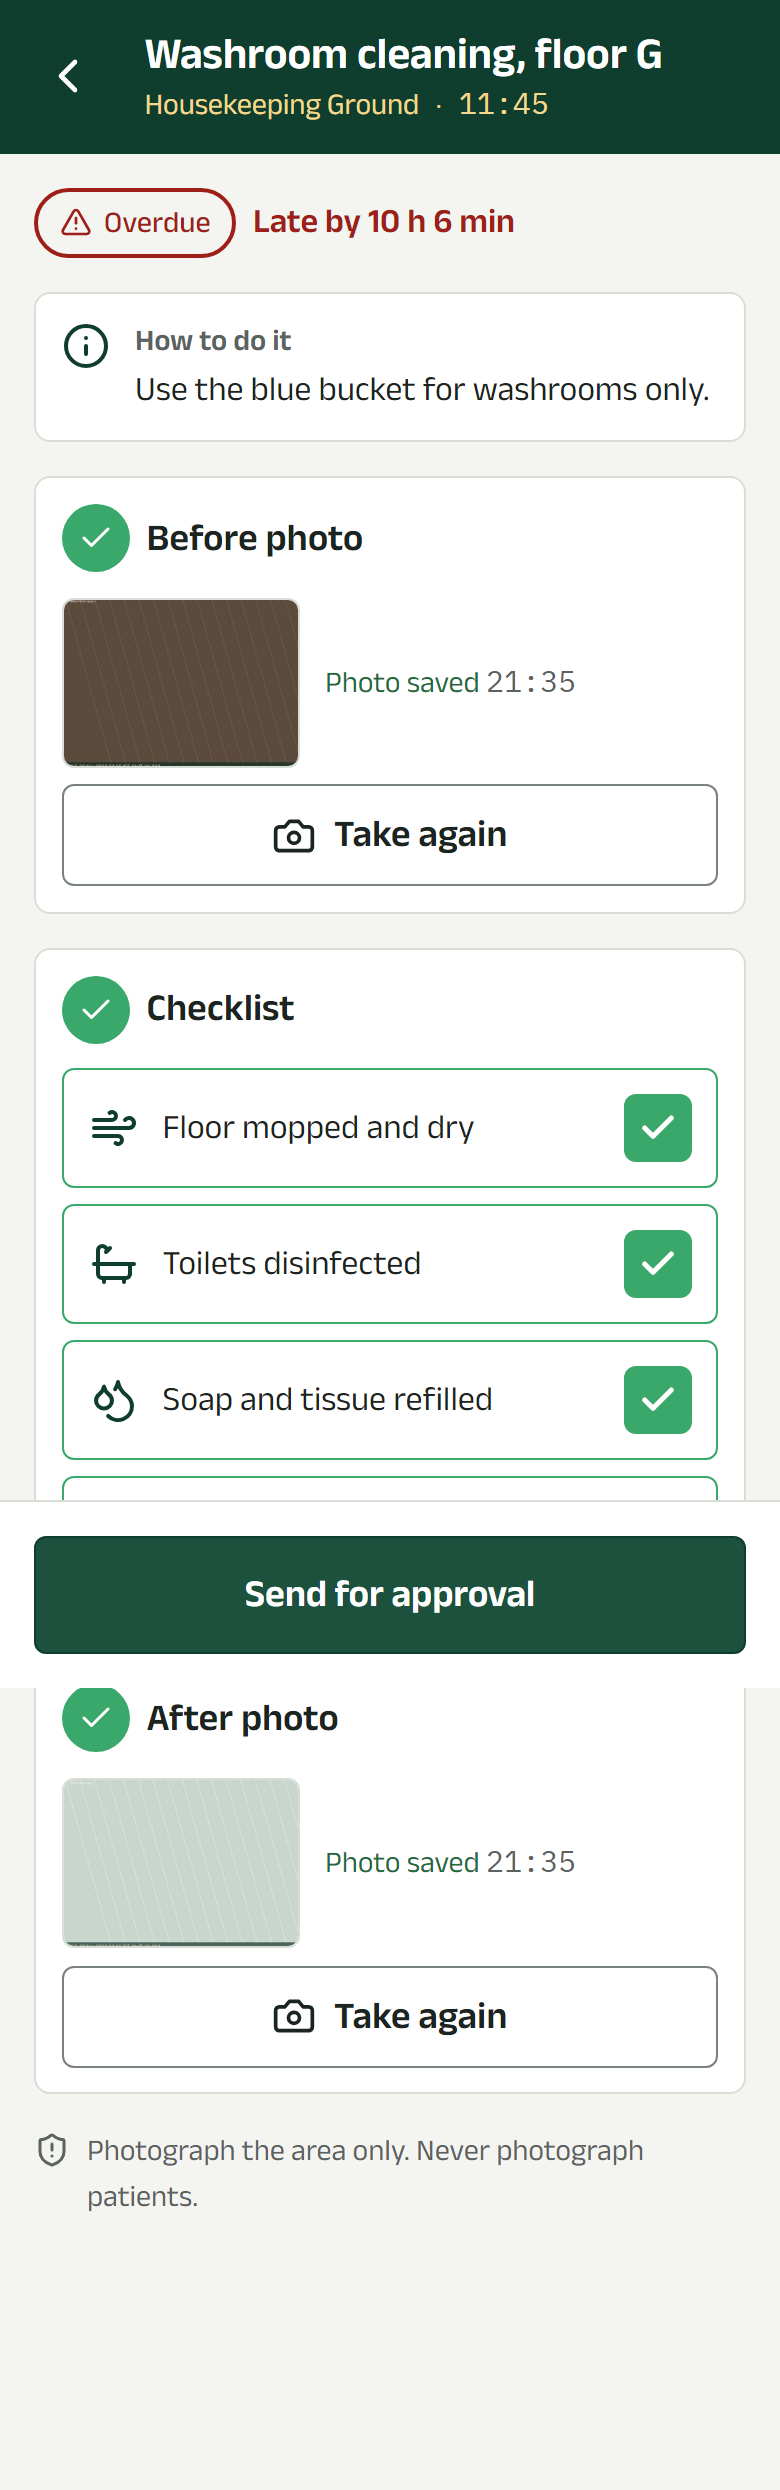 Washroom cleaning, floor G
Housekeeping Ground · 11:45
Overdue
Late by 10 h 6 min
How to do it
Use the blue bucket for washrooms only.
Before photo
Photo saved 21:35
Take again
Checklist
Floor mopped and dry
Toilets disinfected
Soap and tissue refilled
Send for approval
After photo
Photo saved 21:35
Take again
Photograph the area only. Never photograph
patients.